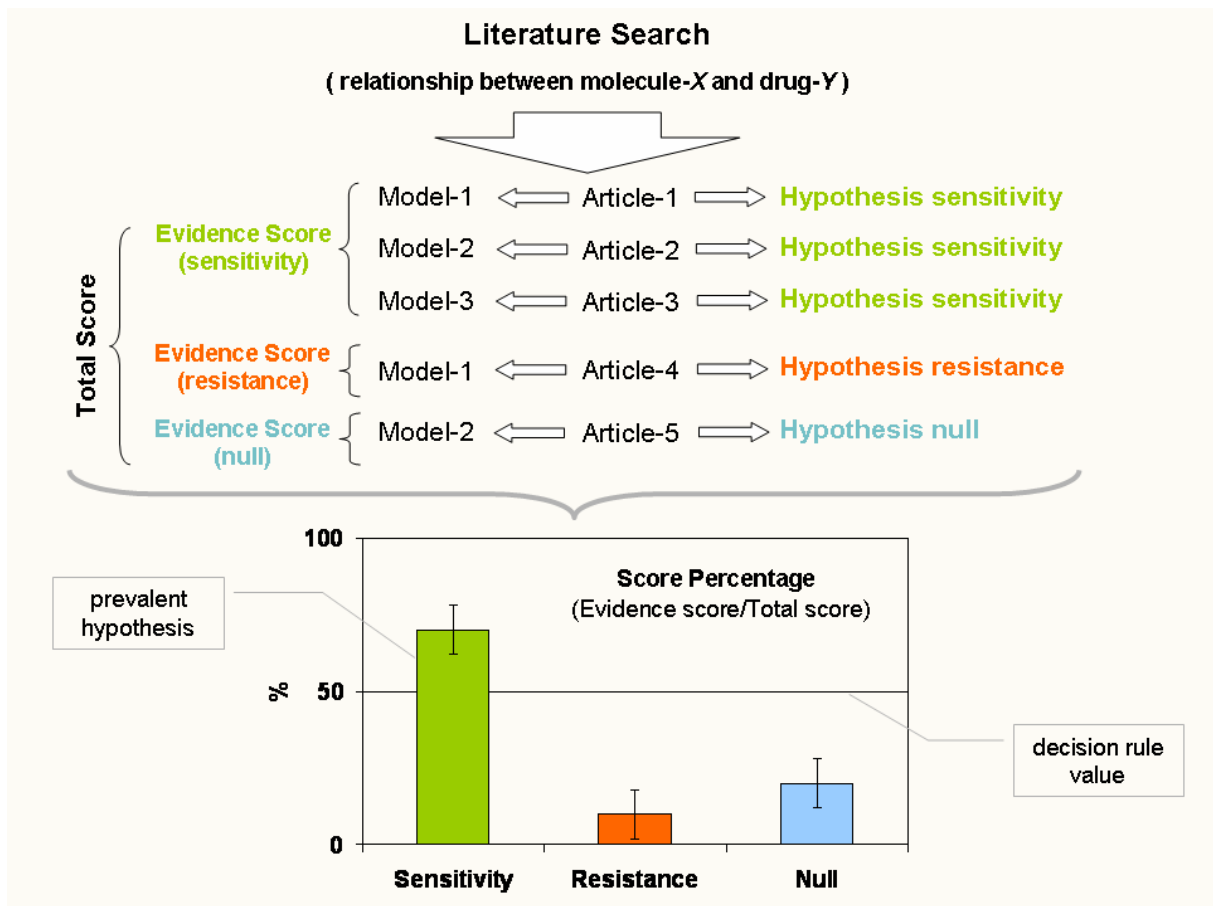 Literature Search
( relationship between molecule-X and drug-Y )
Model-1 Article-1 Hypothesis sensitivity
Evidence Score
(sensitivity)
Model-2 Article-2 Hypothesis sensitivity
Model-3 Article-3 Hypothesis sensitivity
Total Score
Evidence Score
(resistance)
Model-1 Article-4 Hypothesis resistance
Evidence Score
(null)
Model-2 Article-5 Hypothesis null
100
Score Percentage
(Evidence score/Total score)
prevalent
hypothesis
%
50
decision rule
value
0
Sensitivity Resistance Null